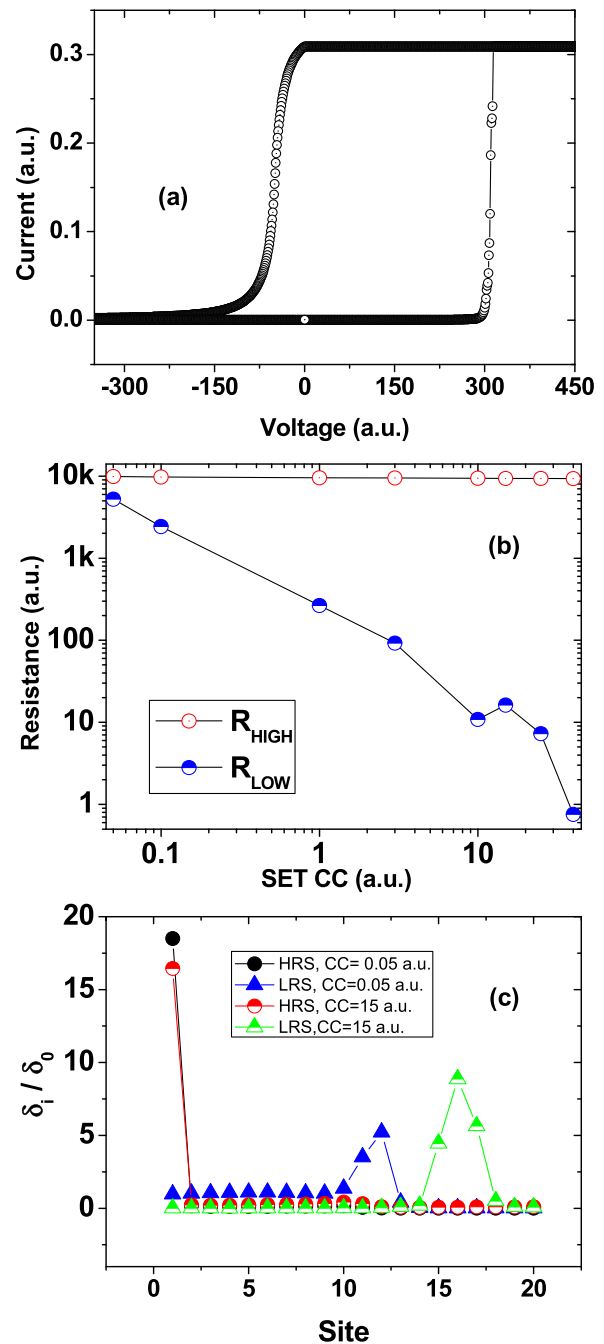 0.3
0.2
0.1
0.0
Current (a.u.)
(a)
-300 -150 0 150 300 450
Voltage (a.u.)
10k
1k
100
10
1
Resistance (a.u.)
(b)
R_HIGH
R_LOW
0.1 1 10
SET CC (a.u.)
20
15
10
5
0
δ_i / δ_0
HRS, CC= 0.05 a.u.
LRS, CC=0.05 a.u.
HRS, CC=15 a.u.
LRS,CC=15 a.u.
(c)
0 5 10 15 20
Site